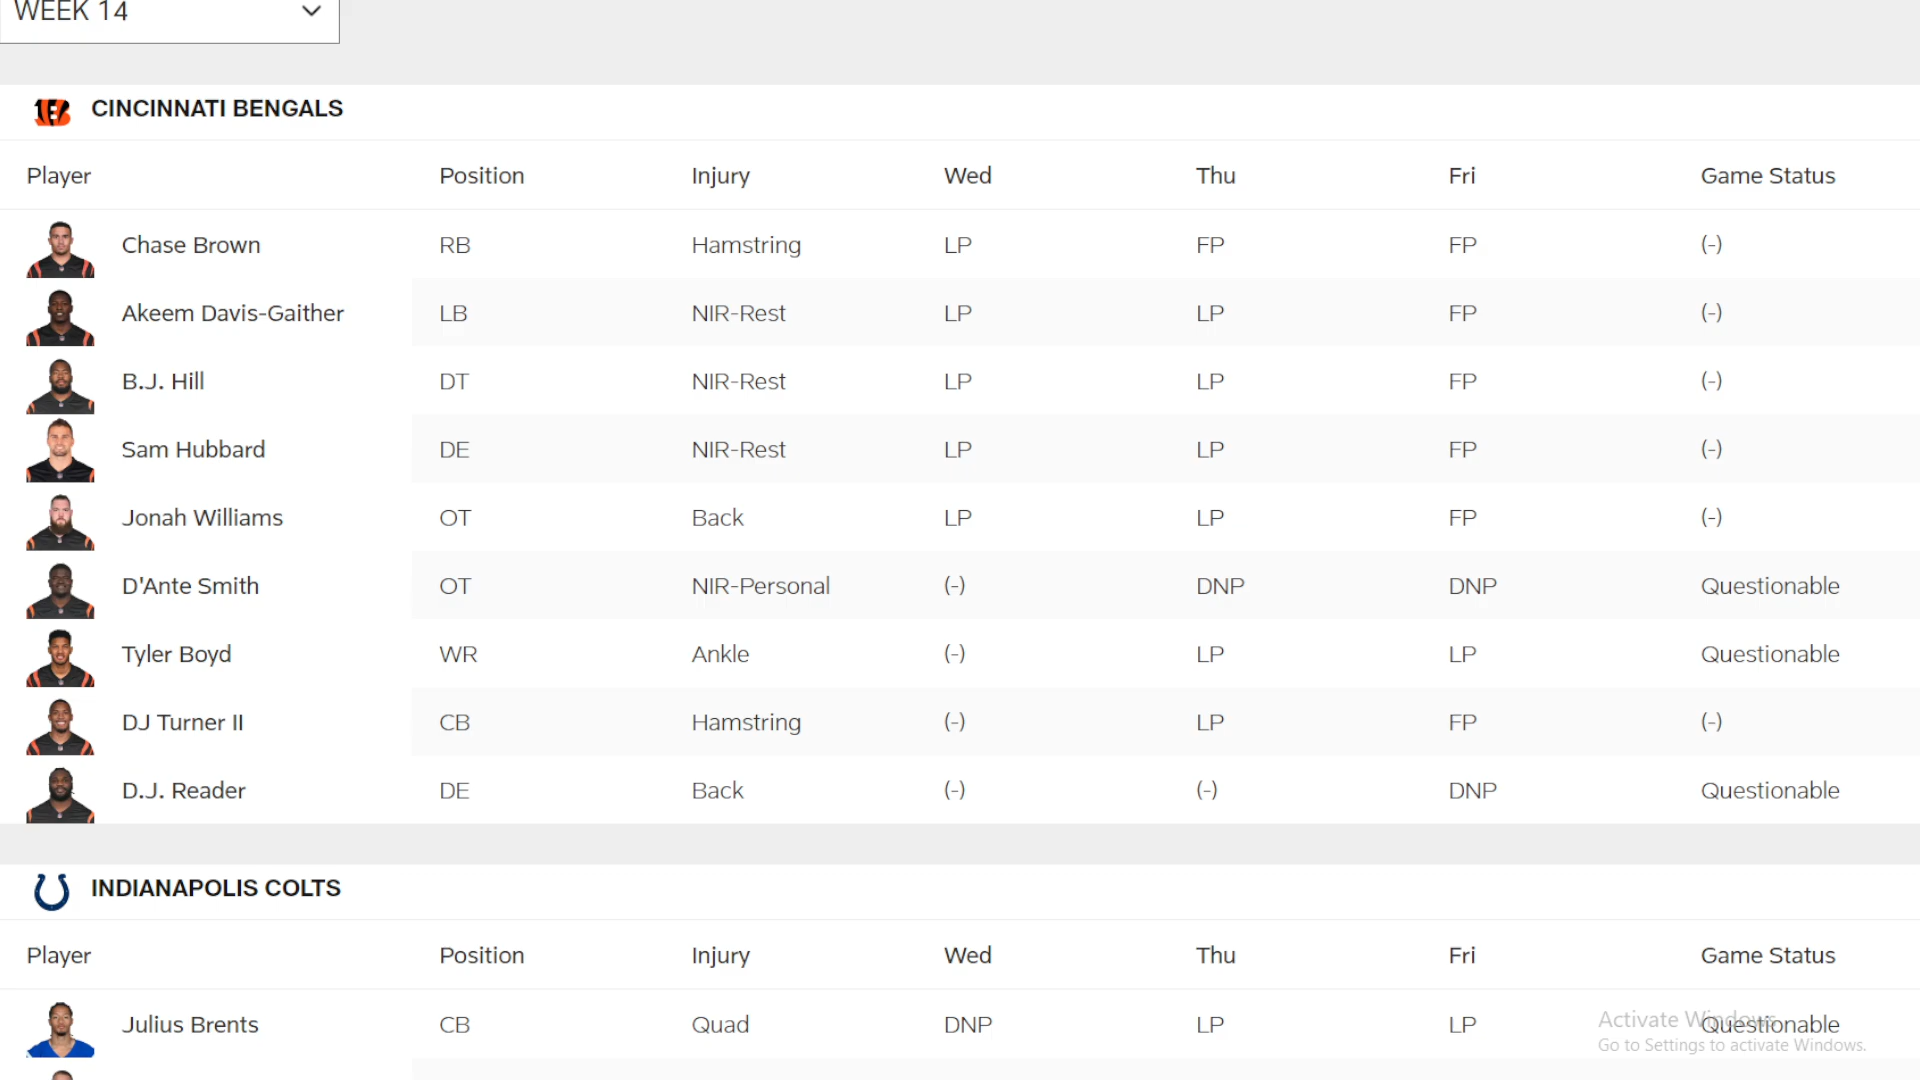 WEEK 14
CINCINNATI BENGALS
Player Position Injury Wed Thu Fri Game Status
Chase Brown RB Hamstring LP FP FP (-)
Akeem Davis-Gaither LB NIR-Rest LP LP FP (-)
B.J. Hill DT NIR-Rest LP LP FP (-)
Sam Hubbard DE NIR-Rest LP LP FP (-)
Jonah Williams OT Back LP LP FP (-)
D'Ante Smith OT NIR-Personal (-) DNP DNP Questionable
Tyler Boyd WR Ankle (-) LP LP Questionable
DJ Turner II CB Hamstring (-) LP FP (-)
D.J. Reader DE Back (-) (-) DNP Questionable
INDIANAPOLIS COLTS
Player Position Injury Wed Thu Fri Game Status
Julius Brents CB Quad DNP LP LP Questionable
Activate Windows
Go to Settings to activate Windows.